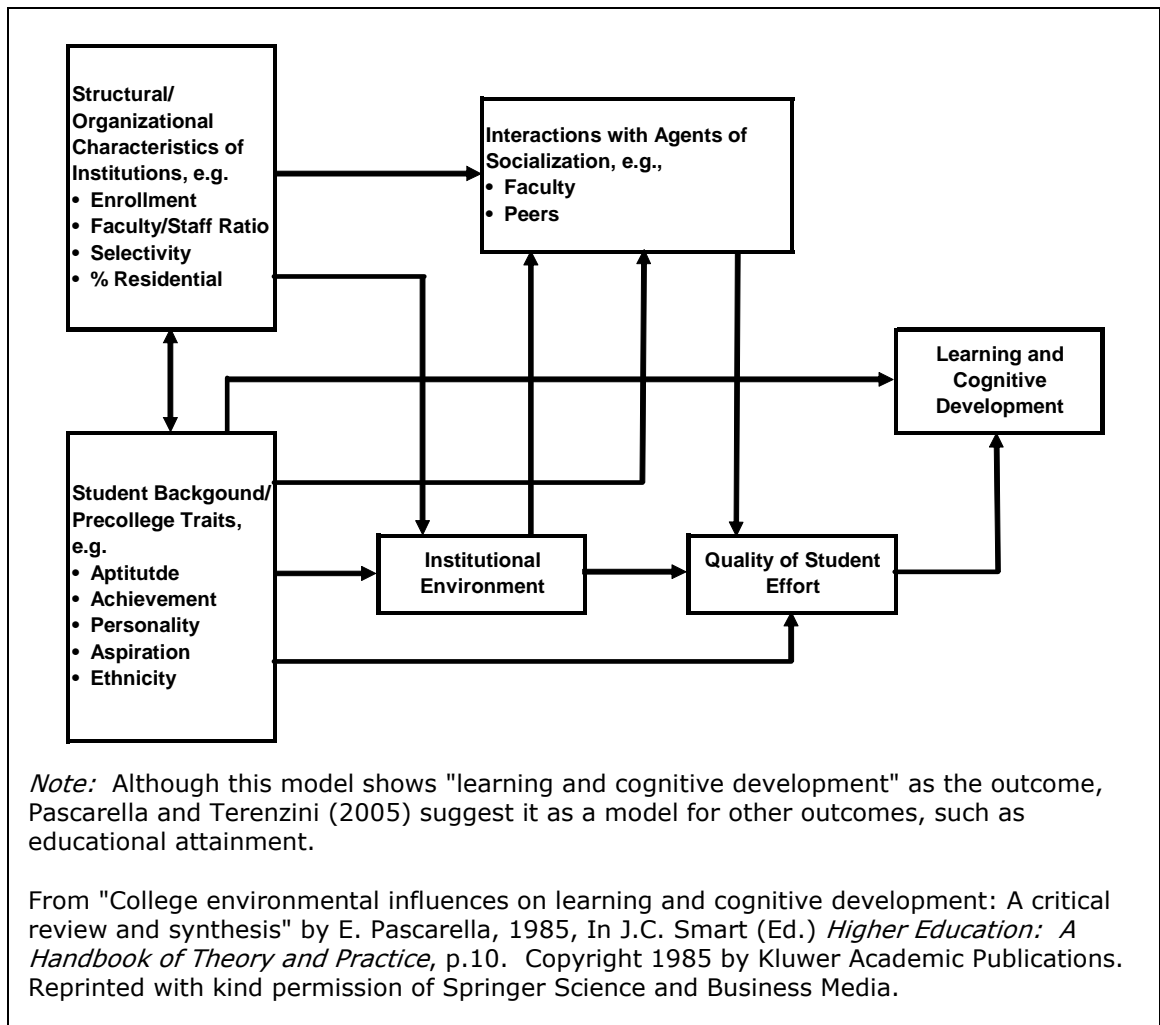 Structural/
Organizational
Characteristics of
Institutions, e.g.
• Enrollment
• Faculty/Staff Ratio
• Selectivity
• % Residential
Interactions with Agents of
Socialization, e.g.,
• Faculty
• Peers
Learning and
Cognitive
Development
Student Backgound/
Precollege Traits,
e.g.
• Aptitutde
• Achievement
• Personality
• Aspiration
• Ethnicity
Institutional
Environment
Quality of Student
Effort
Note: Although this model shows "learning and cognitive development" as the outcome,
Pascarella and Terenzini (2005) suggest it as a model for other outcomes, such as
educational attainment.
From "College environmental influences on learning and cognitive development: A critical
review and synthesis" by E. Pascarella, 1985, In J.C. Smart (Ed.) Higher Education: A
Handbook of Theory and Practice, p.10. Copyright 1985 by Kluwer Academic Publications.
Reprinted with kind permission of Springer Science and Business Media.